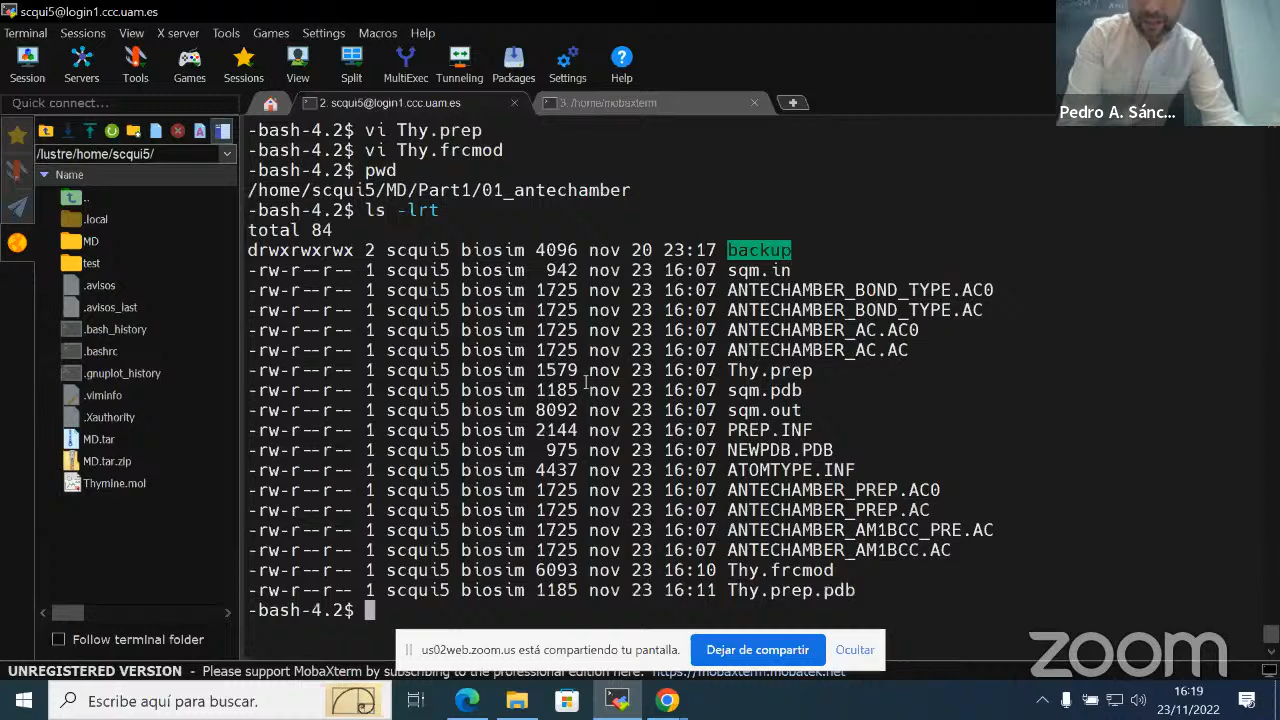 scqui5@login1.ccc.uam.es
Terminal Sessions View X server Tools Games Settings Macros Help
Session Servers Tools Games Sessions View Split MultiExec Tunneling Packages Settings Help
Pedro A. Sánc...
Quick connect...
2. scqui5@login1.ccc.uam.es
3. /home/mobaxterm
/lustre/home/scqui5/
Name
..
.local
MD
test
.avisos
.avisos_last
.bash_history
.bashrc
.gnuplot_history
.viminfo
.Xauthority
MD.tar
MD.tar.zip
Thymine.mol
Follow terminal folder
-bash-4.2$ vi Thy.prep
-bash-4.2$ vi Thy.frcmod
-bash-4.2$ pwd
/home/scqui5/MD/Part1/01_antechamber
-bash-4.2$ ls -lrt
total 84
drwxrwxrwx 2 scqui5 biosim 4096 nov 20 23:17 backup
-rw-r--r-- 1 scqui5 biosim 942 nov 23 16:07 sqm.in
-rw-r--r-- 1 scqui5 biosim 1725 nov 23 16:07 ANTECHAMBER_BOND_TYPE.AC0
-rw-r--r-- 1 scqui5 biosim 1725 nov 23 16:07 ANTECHAMBER_BOND_TYPE.AC
-rw-r--r-- 1 scqui5 biosim 1725 nov 23 16:07 ANTECHAMBER_AC.AC0
-rw-r--r-- 1 scqui5 biosim 1725 nov 23 16:07 ANTECHAMBER_AC.AC
-rw-r--r-- 1 scqui5 biosim 1579 nov 23 16:07 Thy.prep
-rw-r--r-- 1 scqui5 biosim 1185 nov 23 16:07 sqm.pdb
-rw-r--r-- 1 scqui5 biosim 8092 nov 23 16:07 sqm.out
-rw-r--r-- 1 scqui5 biosim 2144 nov 23 16:07 PREP.INF
-rw-r--r-- 1 scqui5 biosim 975 nov 23 16:07 NEWPDB.PDB
-rw-r--r-- 1 scqui5 biosim 4437 nov 23 16:07 ATOMTYPE.INF
-rw-r--r-- 1 scqui5 biosim 1725 nov 23 16:07 ANTECHAMBER_PREP.AC0
-rw-r--r-- 1 scqui5 biosim 1725 nov 23 16:07 ANTECHAMBER_PREP.AC
-rw-r--r-- 1 scqui5 biosim 1725 nov 23 16:07 ANTECHAMBER_AM1BCC_PRE.AC
-rw-r--r-- 1 scqui5 biosim 1725 nov 23 16:07 ANTECHAMBER_AM1BCC.AC
-rw-r--r-- 1 scqui5 biosim 6093 nov 23 16:10 Thy.frcmod
-rw-r--r-- 1 scqui5 biosim 1185 nov 23 16:11 Thy.prep.pdb
-bash-4.2$
us02web.zoom.us está compartiendo tu pantalla. Dejar de compartir Ocultar
zoom
UNREGISTERED VERSION - Please support MobaXterm by subscribing to the professional edition here: https://mobaxterm.mobatek.net
Escribe aquí para buscar.
16:19
23/11/2022